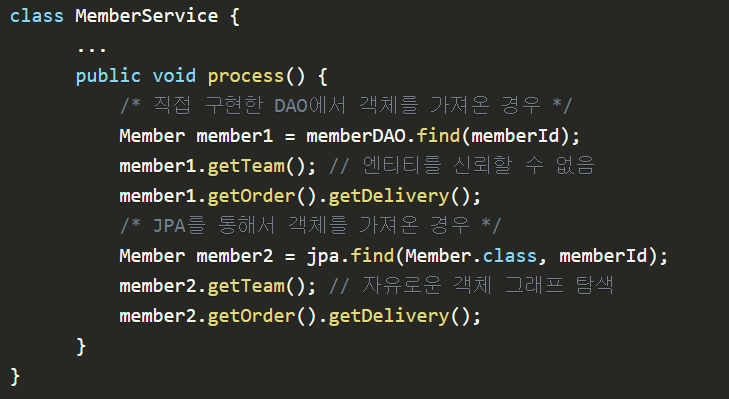 class MemberService {
...
public void process() {
/* 직접 구현한 DAO에서 객체를 가져온 경우 */
Member member1 = memberDAO.find(memberId);
member1.getTeam(); // 엔티티를 신뢰할 수 없음
member1.getOrder().getDelivery();
/* JPA를 통해서 객체를 가져온 경우 */
Member member2 = jpa.find(Member.class, memberId);
member2.getTeam(); // 자유로운 객체 그래프 탐색
member2.getOrder().getDelivery();
}
}